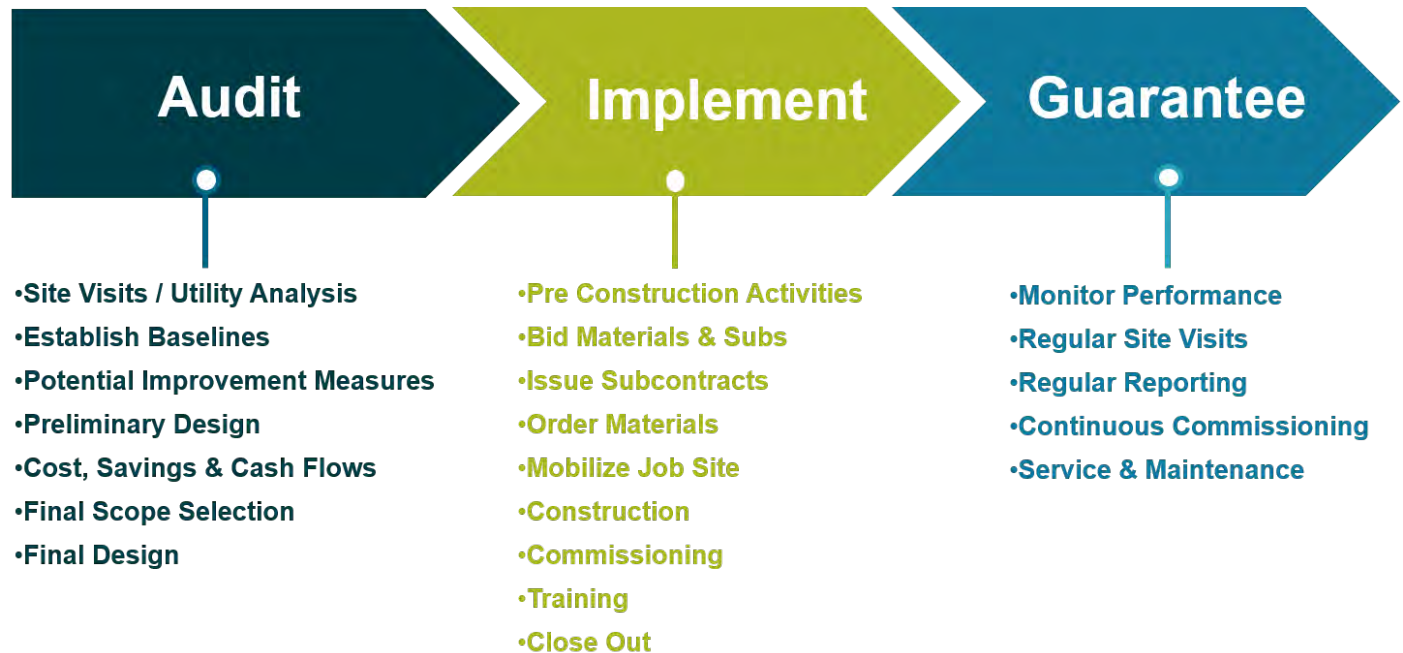 Audit
Implement
Guarantee
•Site Visits / Utility Analysis
•Establish Baselines
•Potential Improvement Measures
•Preliminary Design
•Cost, Savings & Cash Flows
•Final Scope Selection
•Final Design
•Pre Construction Activities
•Bid Materials & Subs
•Issue Subcontracts
•Order Materials
•Mobilize Job Site
•Construction
•Commissioning
•Training
•Close Out
•Monitor Performance
•Regular Site Visits
•Regular Reporting
•Continuous Commissioning
•Service & Maintenance